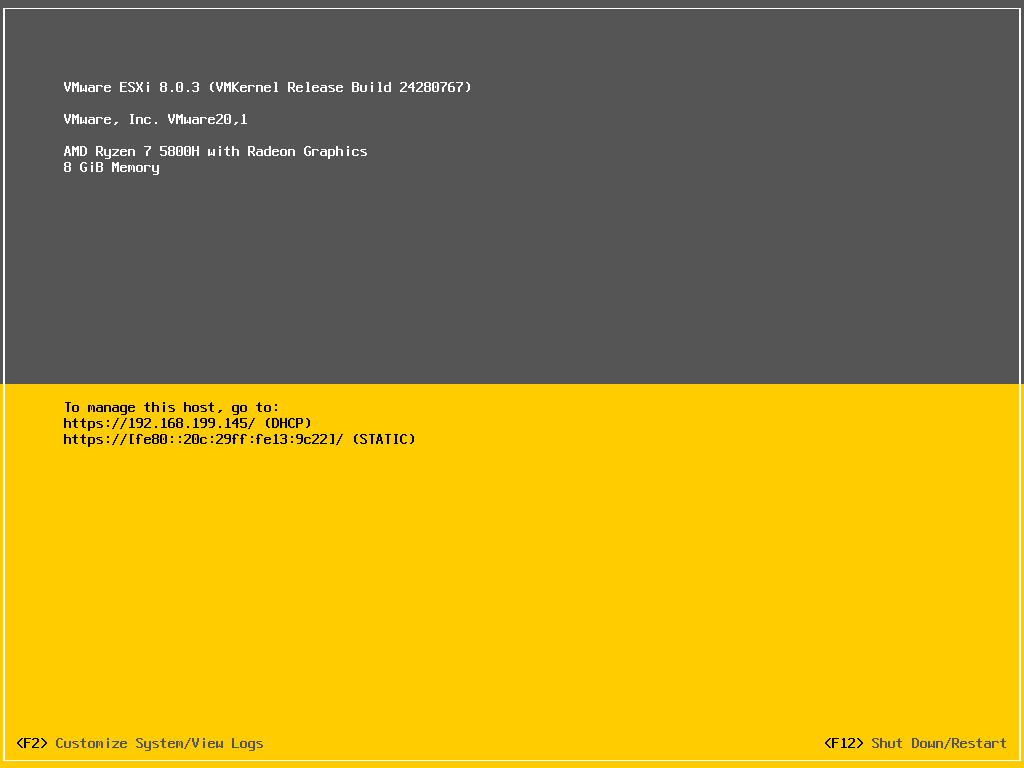 VMware ESXi 8.0.3 (VMKernel Release Build 24280767)
VMware, Inc. VMware20,1
AMD Ryzen 7 5800H with Radeon Graphics
8 GiB Memory
To manage this host, go to:
https://192.168.199.145/ (DHCP)
https://[fe80::20c:29ff:fe13:9c22]/ (STATIC)
<F2> Customize System/View Logs
<F12> Shut Down/Restart